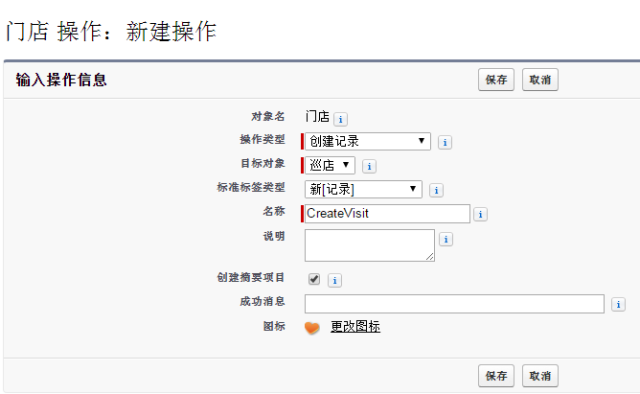 门店 操作：新建操作
输入操作信息 保存 取消
对象名 门店 i
操作类型 创建记录 i
目标对象 巡店 i
标准标签类型 新[记录] i
名称 CreateVisit i
说明 i
创建摘要项目 i
成功消息 i
图标 更改图标
保存 取消